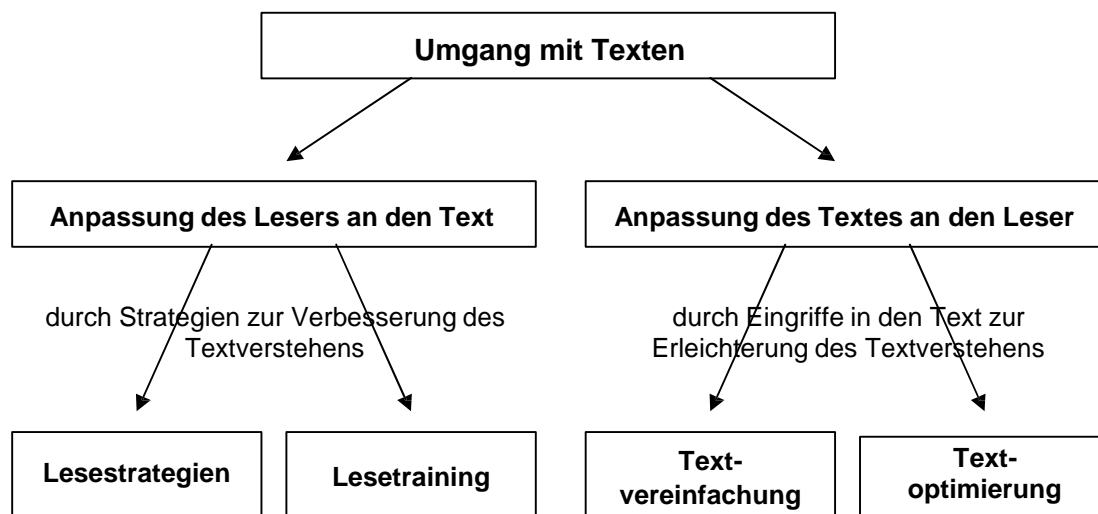 Umgang mit Texten
Anpassung des Lesers an den Text
Anpassung des Textes an den Leser
durch Strategien zur Verbesserung des
Textverstehens
durch Eingriffe in den Text zur
Erleichterung des Textverstehens
Lesestrategien
Lesetraining
Text-
vereinfachung
Text-
optimierung